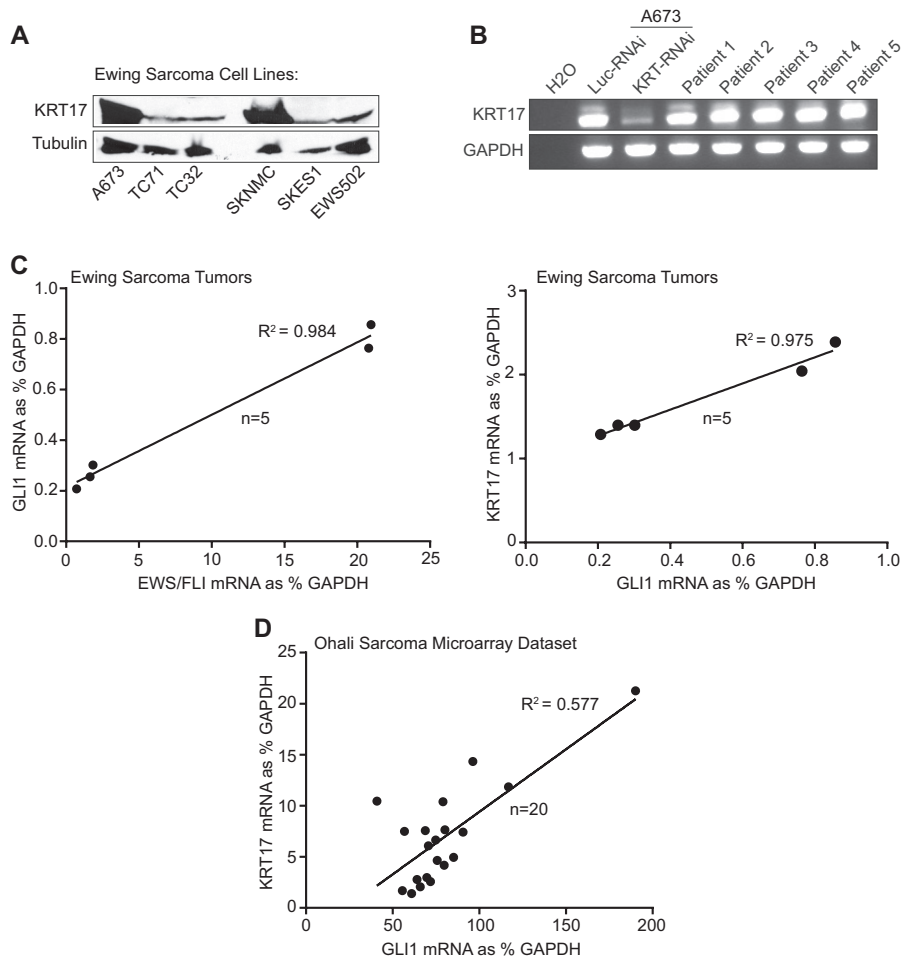 A
Ewing Sarcoma Cell Lines:
KRT17
Tubulin
A673
TC71
TC32
SKNMC
SKES1
EWS502
B
A673
H2O
Luc-RNAi
KRT-RNAi
Patient 1
Patient 2
Patient 3
Patient 4
Patient 5
KRT17
GAPDH
C
Ewing Sarcoma Tumors
GLI1 mRNA as % GAPDH
1.0
0.8
0.6
0.4
0.2
0.0
R² = 0.984
n=5
0
5
10
15
20
25
EWS/FLI mRNA as % GAPDH
Ewing Sarcoma Tumors
KRT17 mRNA as % GAPDH
3
2
1
0
R² = 0.975
n=5
0.0
0.2
0.4
0.6
0.8
1.0
GLI1 mRNA as % GAPDH
D
Ohali Sarcoma Microarray Dataset
KRT17 mRNA as % GAPDH
25
20
15
10
5
0
R² = 0.577
n=20
0
50
100
150
200
GLI1 mRNA as % GAPDH